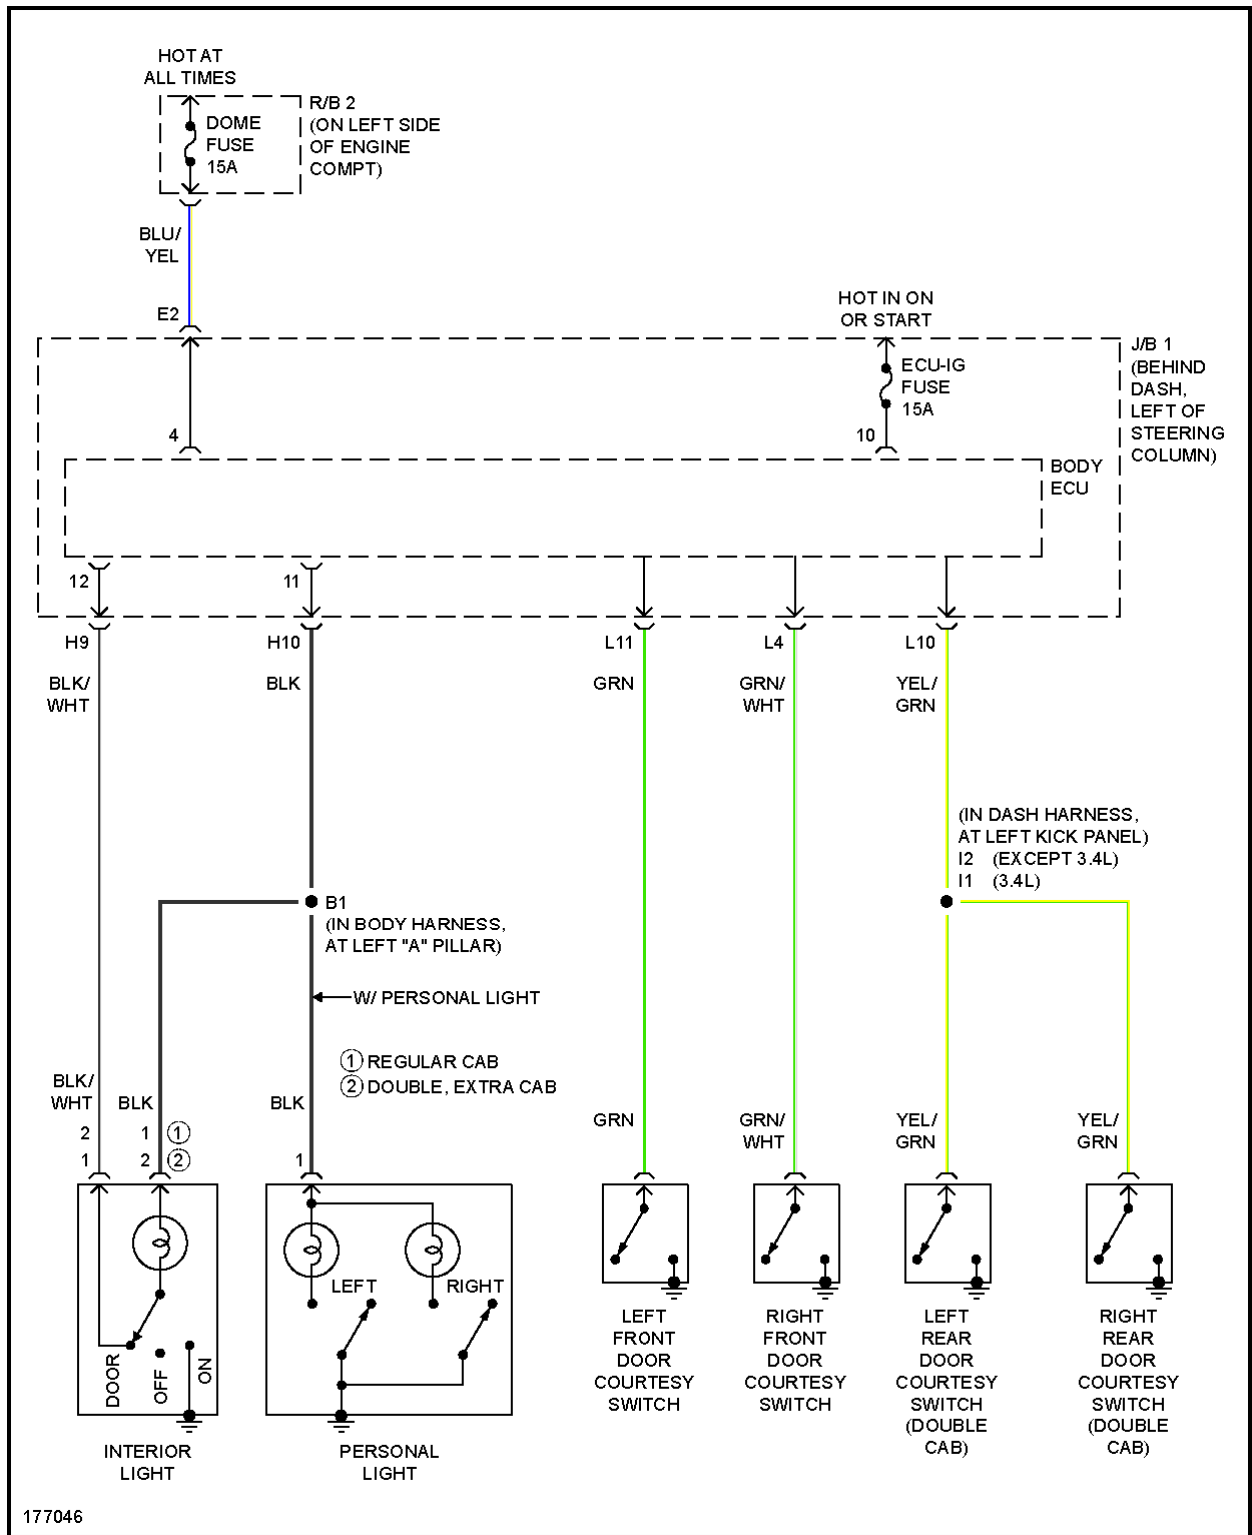 HOT AT
ALL TIMES
R/B 2
(ON LEFT SIDE
OF ENGINE
COMPT)
DOME
FUSE
15A
BLU/
YEL
E2
HOT IN ON
OR START
J/B 1
(BEHIND
DASH,
LEFT OF
STEERING
COLUMN)
ECU-IG
FUSE
15A
4
10
BODY
ECU
12
11
H9
H10
L11
L4
L10
BLK/
WHT
BLK
GRN
GRN/
WHT
YEL/
GRN
(IN DASH HARNESS,
AT LEFT KICK PANEL)
I2 (EXCEPT 3.4L)
I1 (3.4L)
B1
(IN BODY HARNESS,
AT LEFT "A" PILLAR)
W/ PERSONAL LIGHT
1 REGULAR CAB
2 DOUBLE, EXTRA CAB
BLK/
WHT
BLK
BLK
GRN
GRN/
WHT
YEL/
GRN
YEL/
GRN
2 1 1
1 2 2 1
LEFT RIGHT
DOOR
OFF
ON
INTERIOR
LIGHT
PERSONAL
LIGHT
LEFT
FRONT
DOOR
COURTESY
SWITCH
RIGHT
FRONT
DOOR
COURTESY
SWITCH
LEFT
REAR
DOOR
COURTESY
SWITCH
(DOUBLE
CAB)
RIGHT
REAR
DOOR
COURTESY
SWITCH
(DOUBLE
CAB)
177046